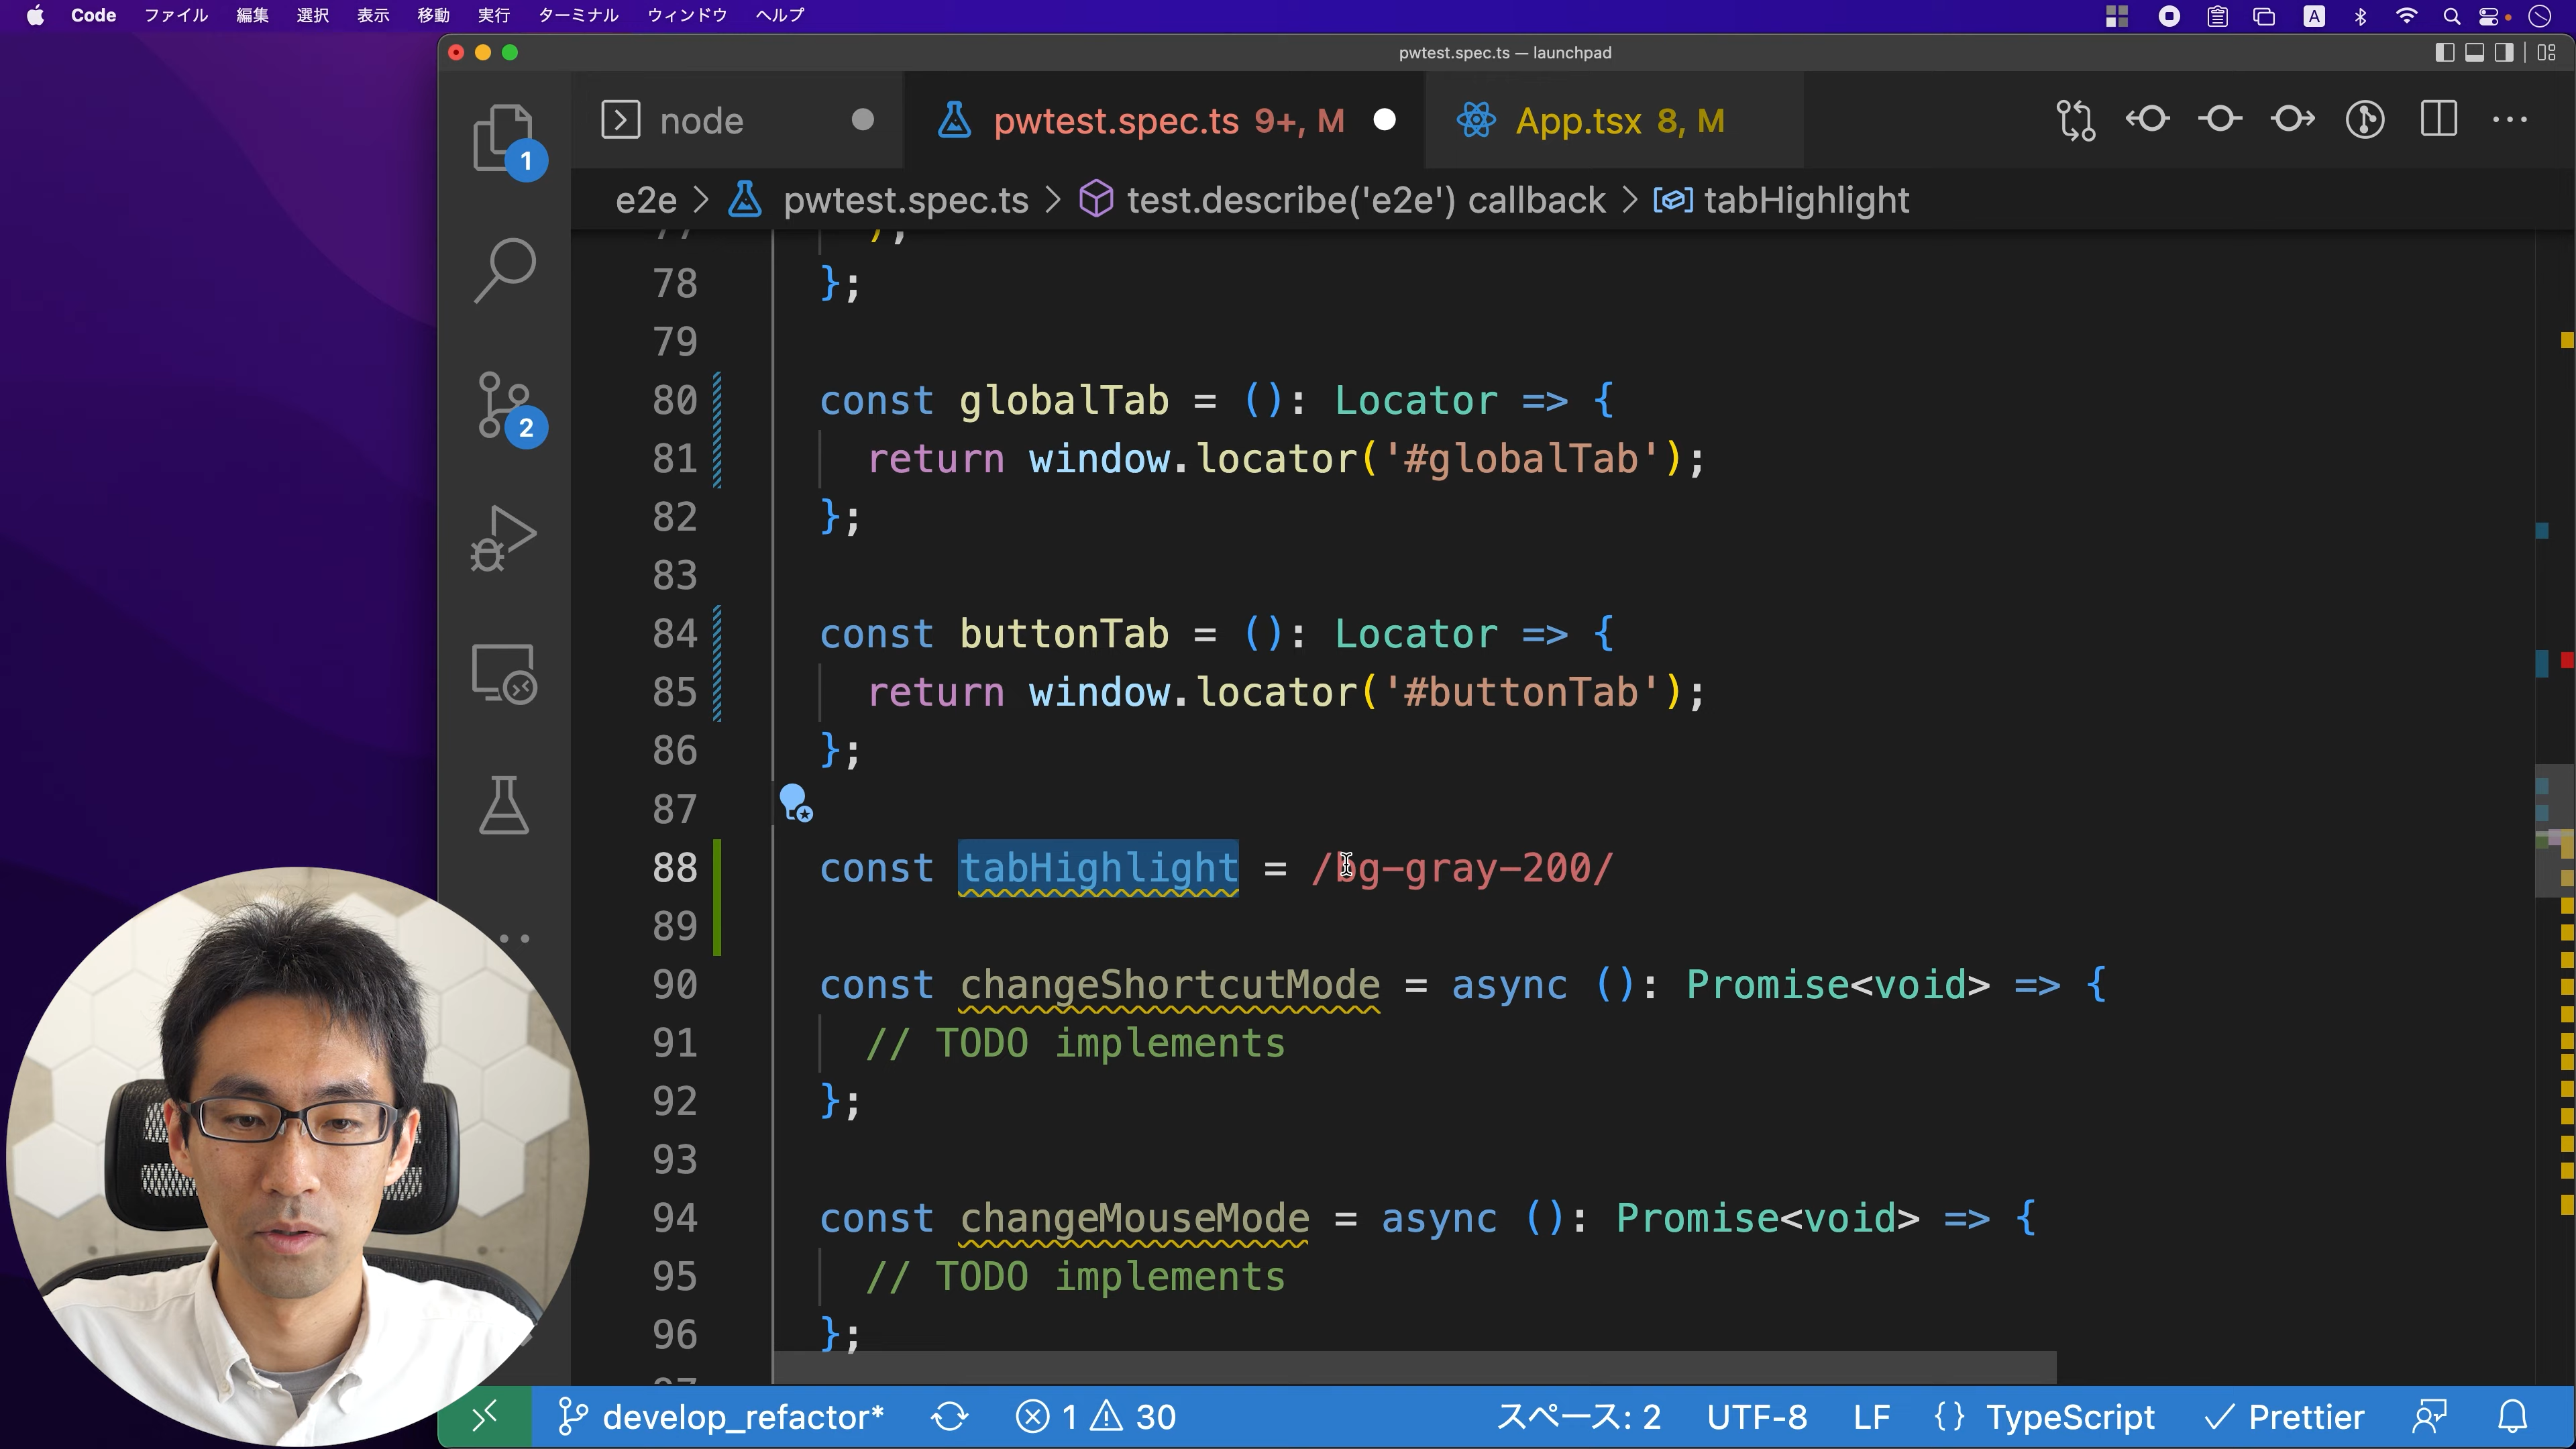 Code ファイル 編集 選択 表示 移動 実行 ターミナル ウィンドウ ヘルプ A
pwtest.spec.ts — launchpad
node pwtest.spec.ts 9+, M App.tsx 8, M
e2e > pwtest.spec.ts > test.describe('e2e') callback > tabHighlight
1
2
77 );
78 };
79
80 const globalTab = (): Locator => {
81 return window.locator('#globalTab');
82 };
83
84 const buttonTab = (): Locator => {
85 return window.locator('#buttonTab');
86 };
87
88 const tabHighlight = /bg-gray-200/
89
90 const changeShortcutMode = async (): Promise<void> => {
91 // TODO implements
92 };
93
94 const changeMouseMode = async (): Promise<void> => {
95 // TODO implements
96 };
develop_refactor* 1 30 スペース: 2 UTF-8 LF {} TypeScript Prettier